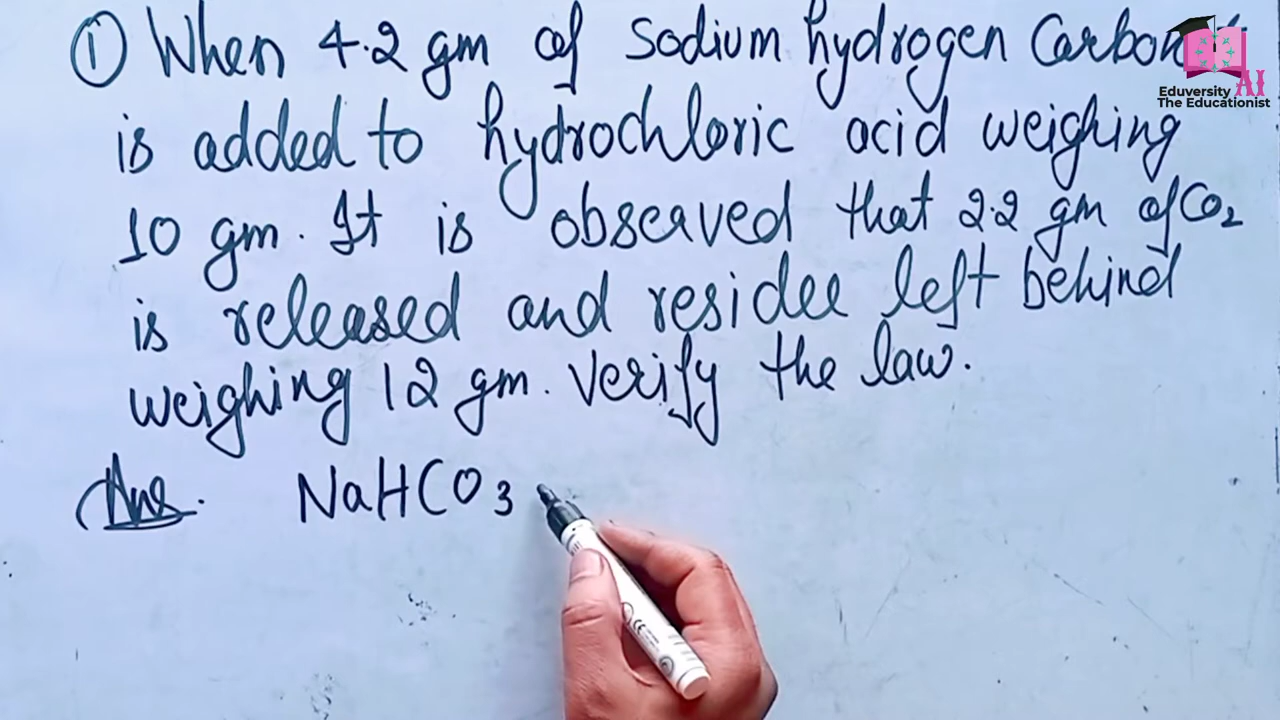 ① When 4.2 gm of Sodium hydrogen Carbon
is added to hydrochloric acid weighing
10 gm. It is observed that 2.2 gm of CO₂
is released and residee left behind
weighing 12 gm. Verify the law.
Ans. NaHCO₃
AI
Eduversity
The Educationist